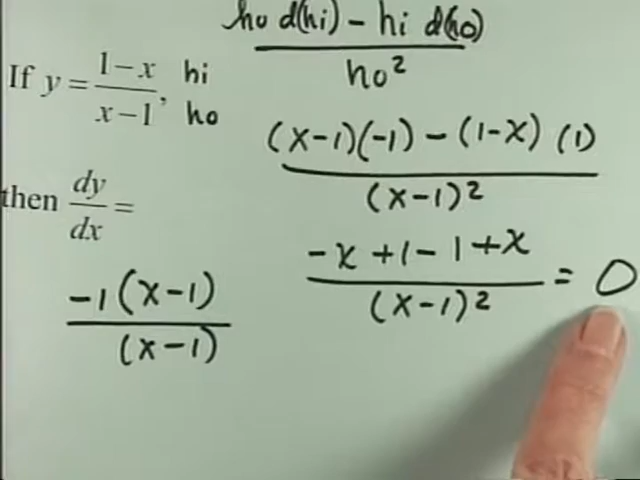 ho d(hi) - hi d(ho)
ho²
If y = 1-x / x-1, hi
ho
(x-1)(-1) - (1-x) (1)
(x-1)²
then dy/dx =
-x +1 - 1 +x
(x-1)²
= 0
-1(x-1)
(x-1)